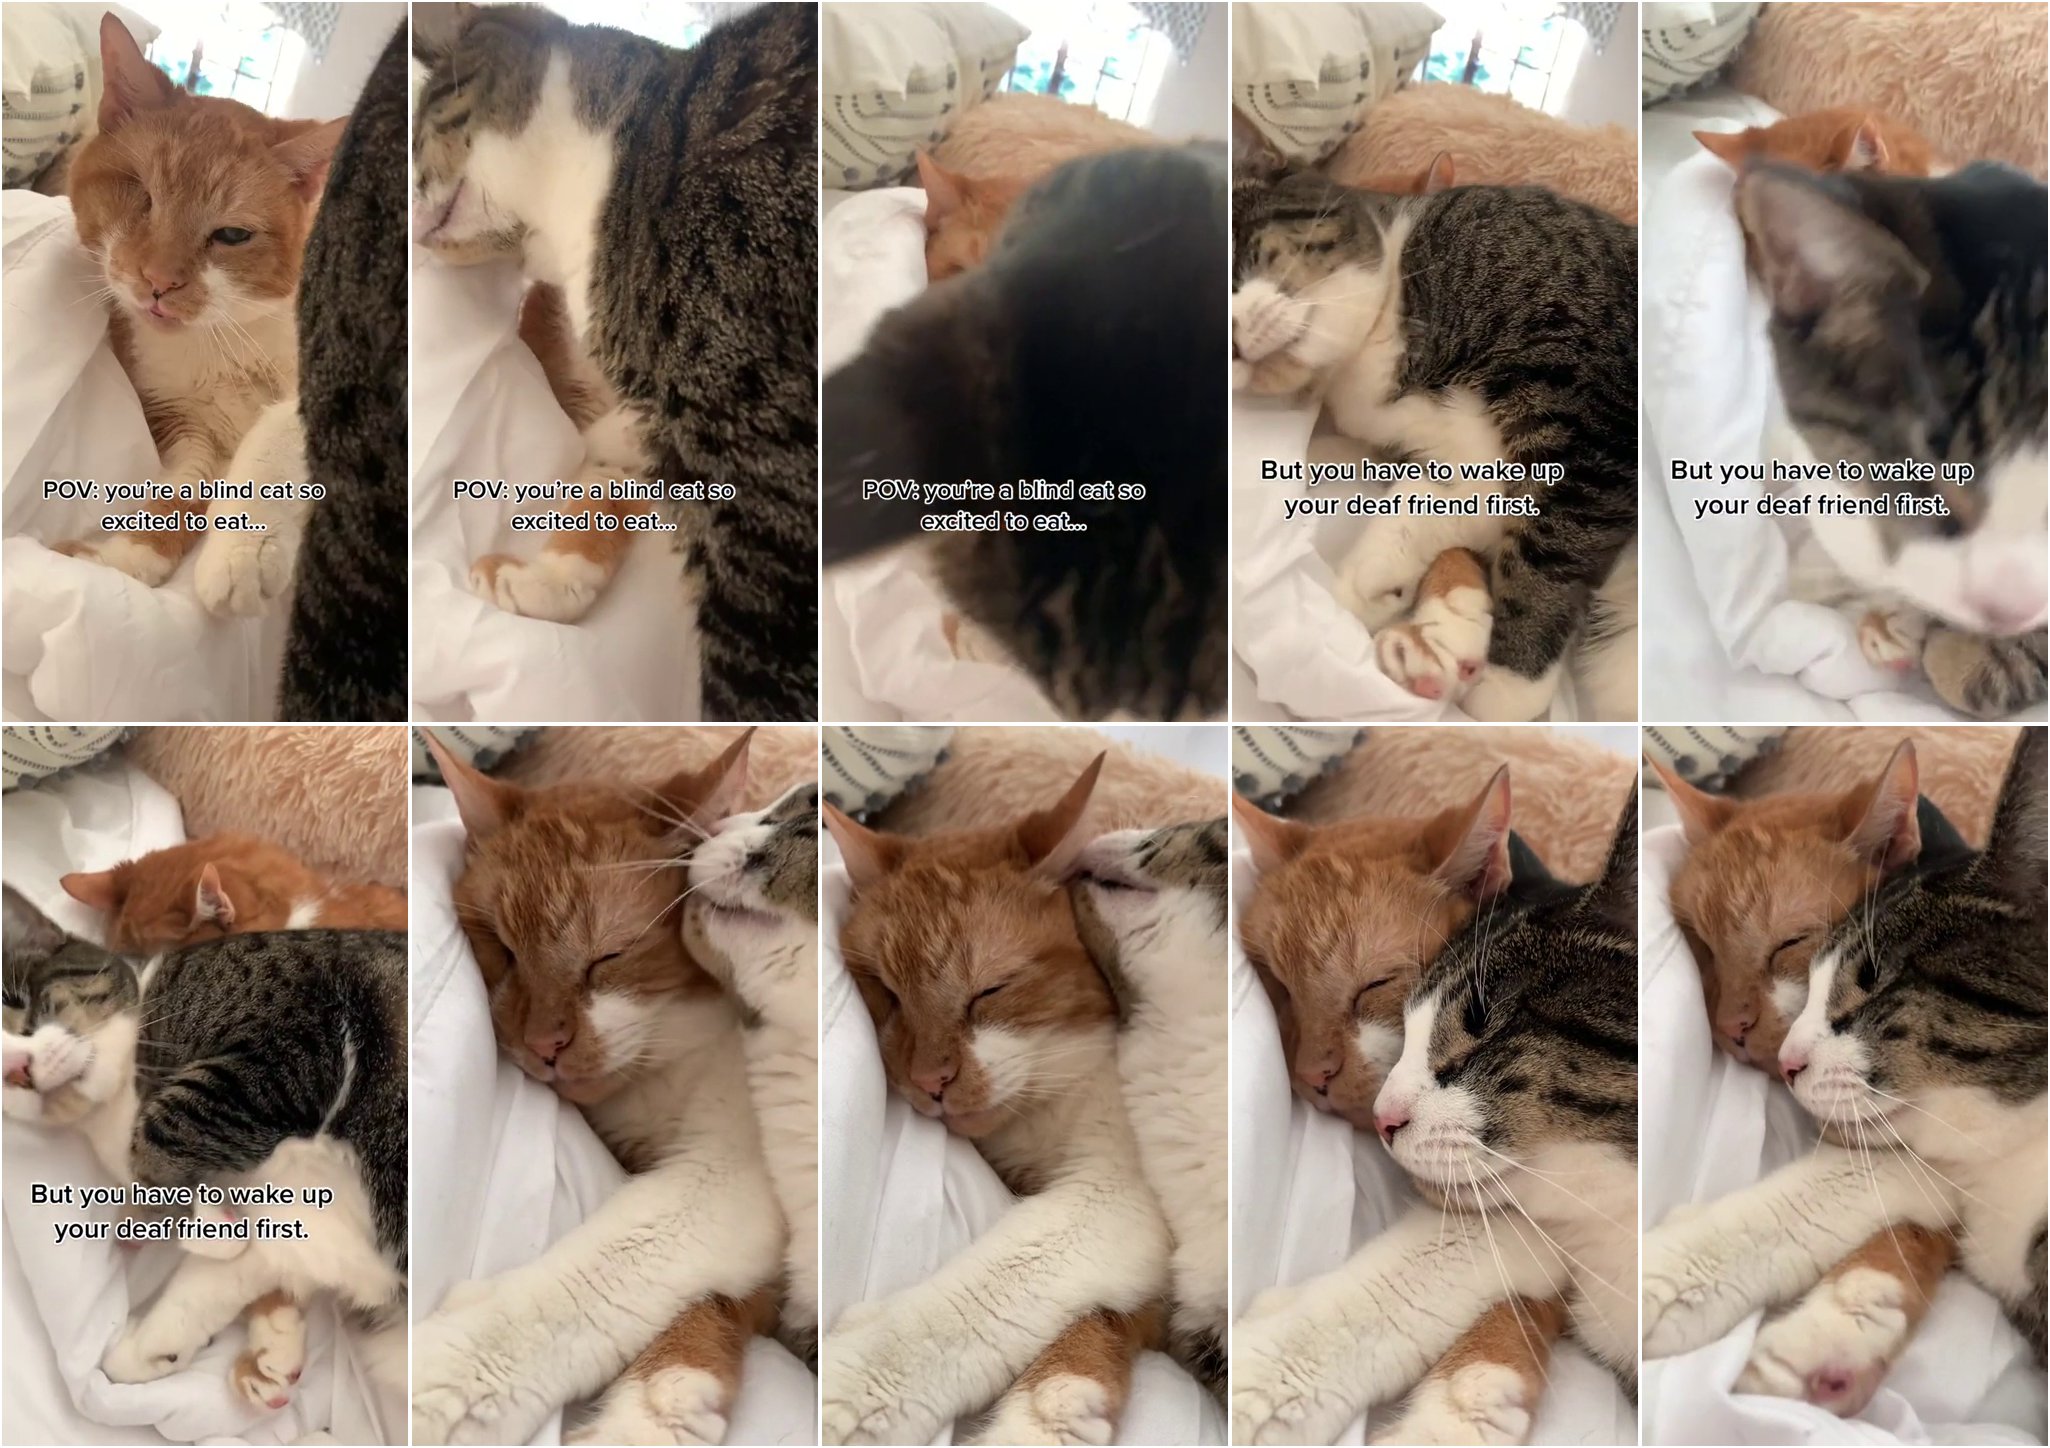 POV: you're a blind cat so
excited to eat...
POV: you're a blind cat so
excited to eat...
POV: you're a blind cat so
excited to eat...
But you have to wake up
your deaf friend first.
But you have to wake up
your deaf friend first.
But you have to wake up
your deaf friend first.